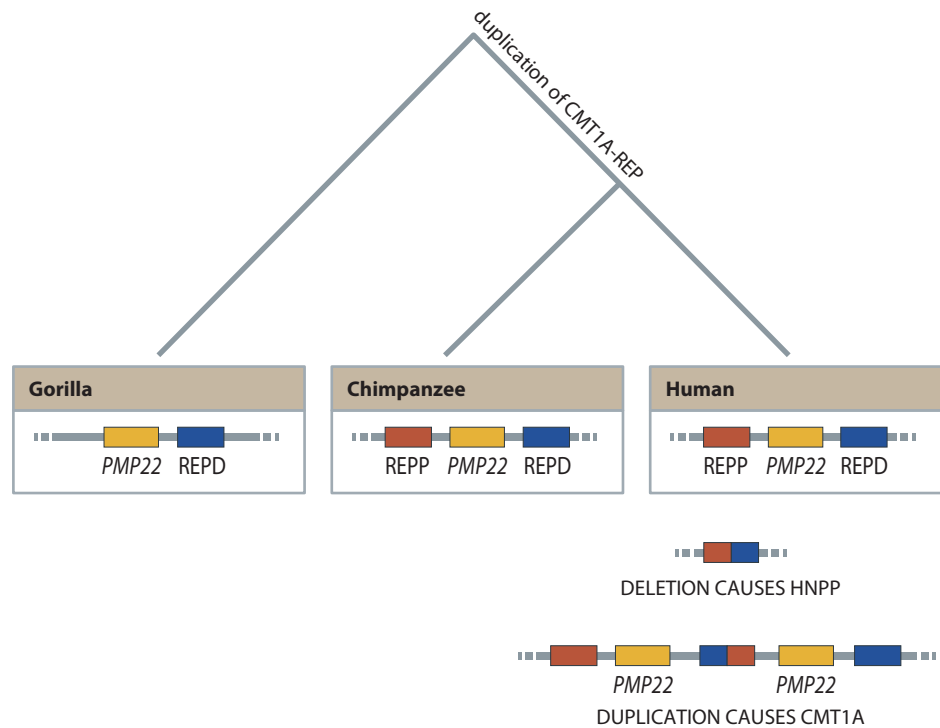 duplication of CMT1A-REP
Gorilla
PMP22 REPD
Chimpanzee
REPP PMP22 REPD
Human
REPP PMP22 REPD
DELETION CAUSES HNPP
PMP22 PMP22
DUPLICATION CAUSES CMT1A